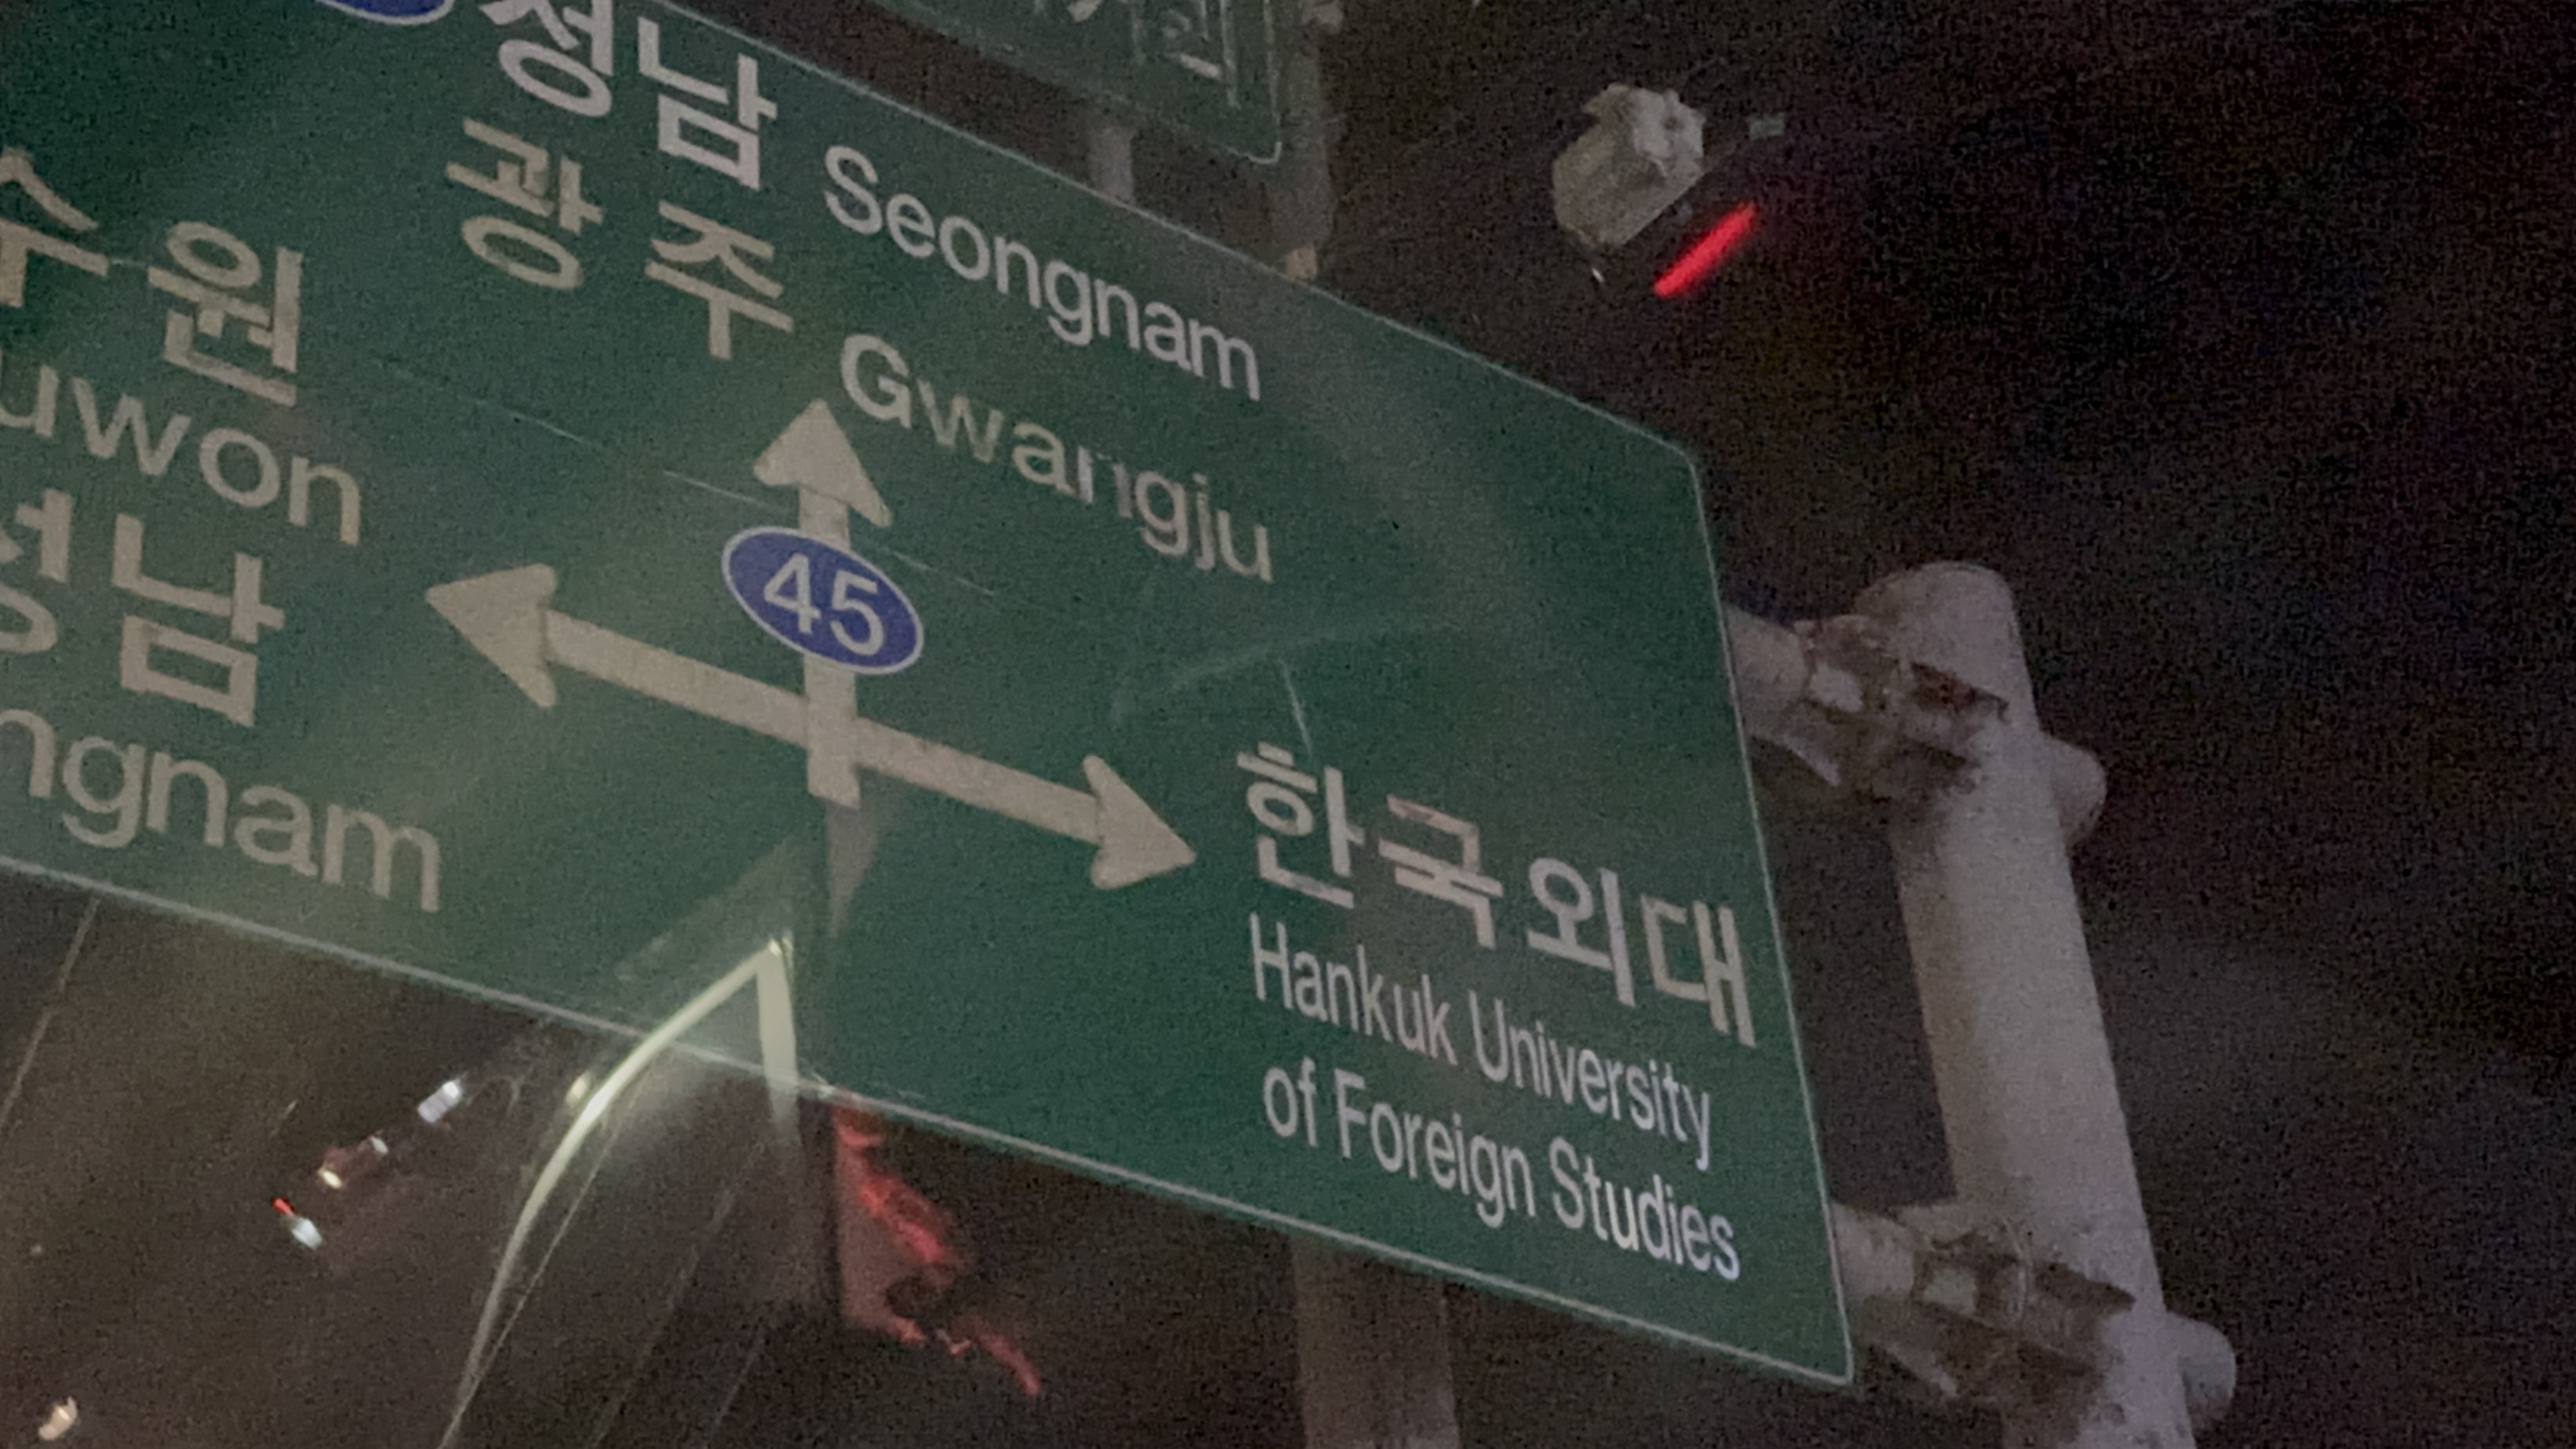 성남
Seongnam
광주
Gwangju
수원
uwon
45
성남
ngnam
한국외대
Hankuk University
of Foreign Studies